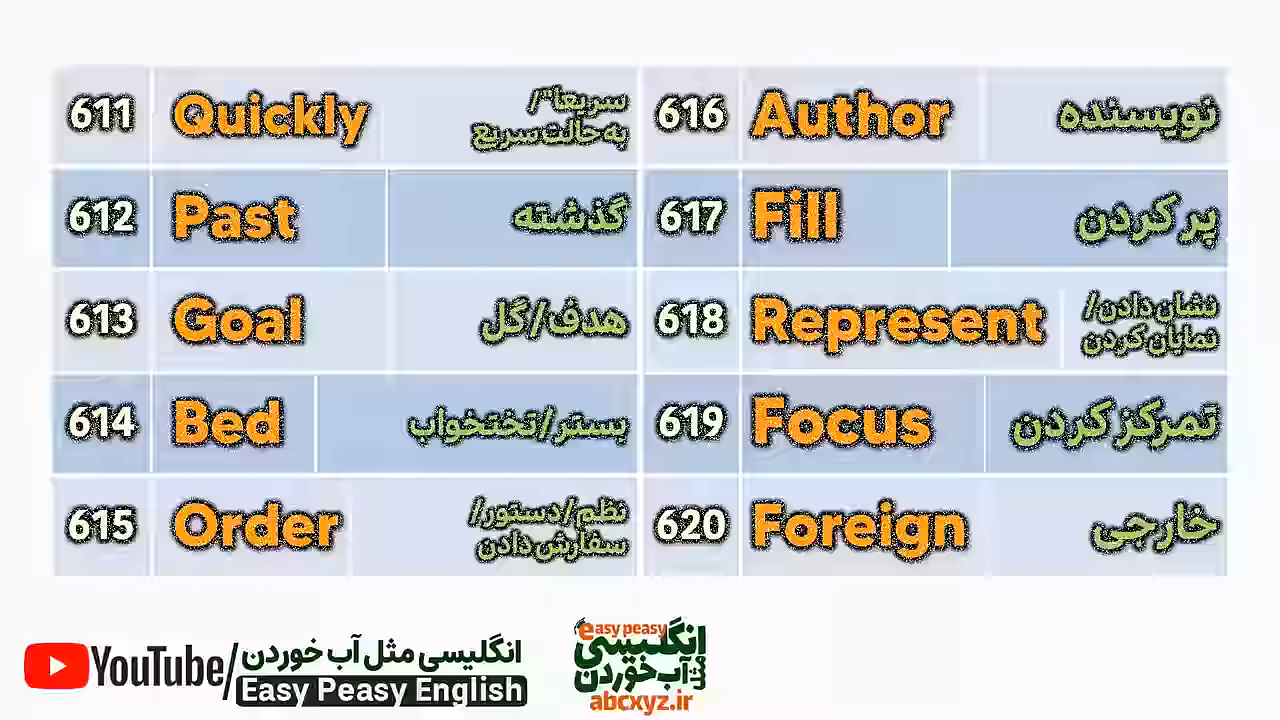 611 Quickly سریعا"/
به حالت سریع
612 Past گذشته
613 Goal هدف/گل
614 Bed بستر/تختخواب
615 Order نظم/دستور/
سفارش دادن
616 Author نویسنده
617 Fill پر کردن
618 Represent نشان دادن/
نمایان کردن
619 Focus تمرکز کردن
620 Foreign خارجی
YouTube/انگلیسی مثل آب خوردن
Easy Peasy English
easy peasy
انگلیسی
مثل آب خوردن
abcxyz.ir